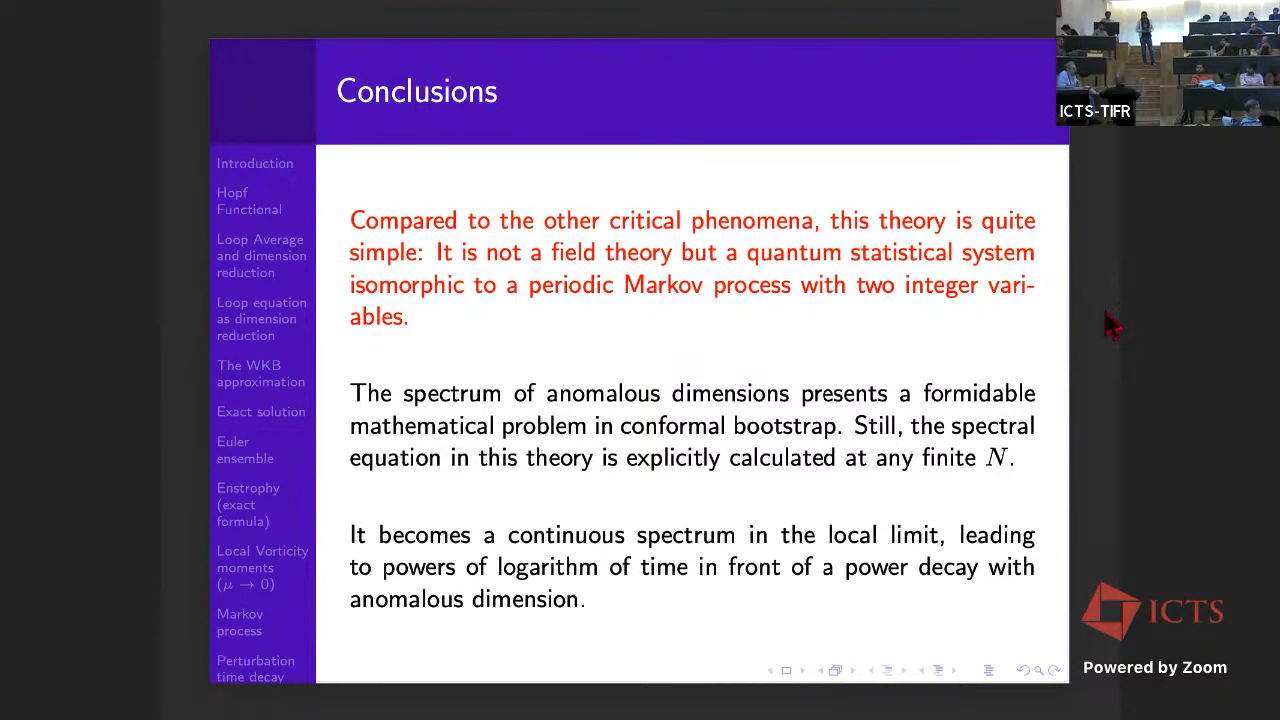 Conclusions
ICTS-TIFR
Introduction
Hopf
Functional
Loop Average
and dimension
reduction
Loop equation
as dimension
reduction
The WKB
approximation
Exact solution
Euler
ensemble
Enstrophy
(exact
formula)
Local Vorticity
moments
(μ → 0)
Markov
process
Perturbation
time decay
Compared to the other critical phenomena, this theory is quite
simple: It is not a field theory but a quantum statistical system
isomorphic to a periodic Markov process with two integer vari-
ables.
The spectrum of anomalous dimensions presents a formidable
mathematical problem in conformal bootstrap. Still, the spectral
equation in this theory is explicitly calculated at any finite N.
It becomes a continuous spectrum in the local limit, leading
to powers of logarithm of time in front of a power decay with
anomalous dimension.
ICTS
Powered by Zoom